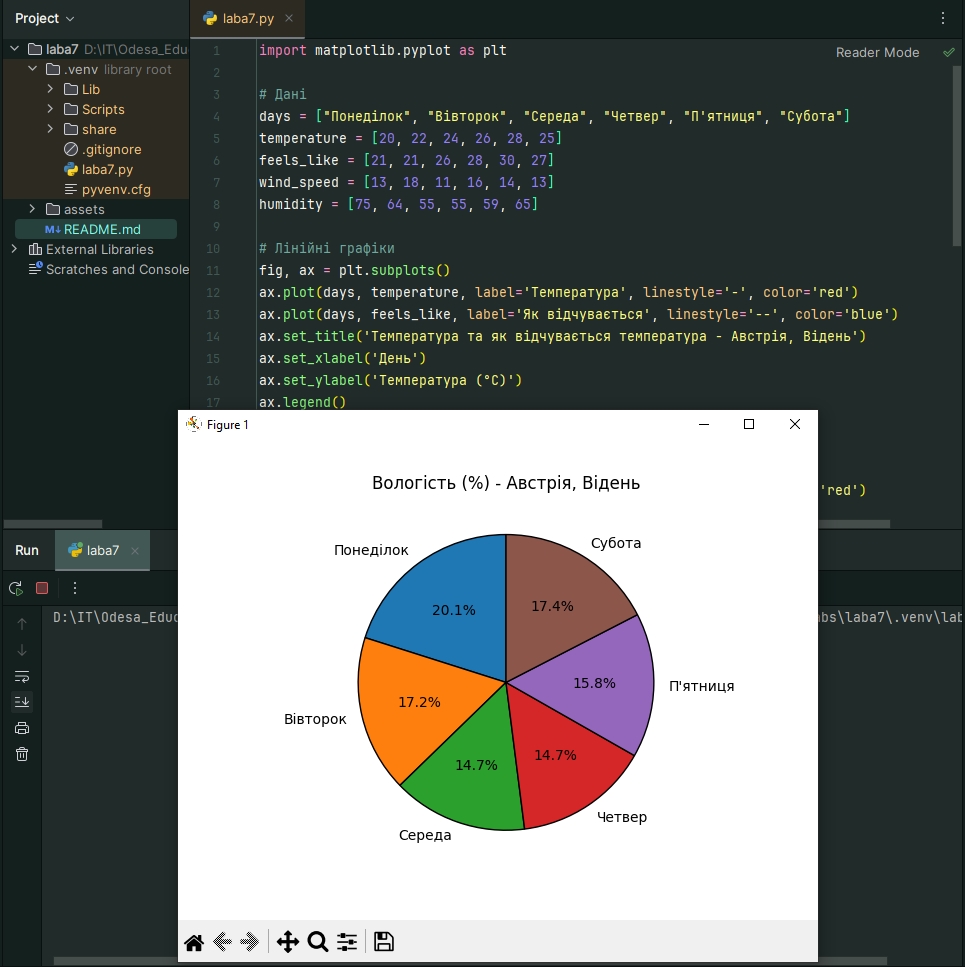 Project
laba7.py
laba7 D:\IT\Odesa_Edu
.venv library root
Lib
Scripts
share
.gitignore
laba7.py
pyvenv.cfg
assets
M↓ README.md
External Libraries
Scratches and Console
Reader Mode
1 import matplotlib.pyplot as plt
2
3 # Дані
4 days = ["Понеділок", "Вівторок", "Середа", "Четвер", "П'ятниця", "Субота"]
5 temperature = [20, 22, 24, 26, 28, 25]
6 feels_like = [21, 21, 26, 28, 30, 27]
7 wind_speed = [13, 18, 11, 16, 14, 13]
8 humidity = [75, 64, 55, 55, 59, 65]
9
10 # Лінійні графіки
11 fig, ax = plt.subplots()
12 ax.plot(days, temperature, label='Температура', linestyle='-', color='red')
13 ax.plot(days, feels_like, label='Як відчувається', linestyle='--', color='blue')
14 ax.set_title('Температура та як відчувається температура - Австрія, Відень')
15 ax.set_xlabel('День')
16 ax.set_ylabel('Температура (°C)')
17 ax.legend()
'red')
Figure 1
Вологість (%) - Австрія, Відень
Понеділок
Субота
20.1%
17.4%
15.8%
П'ятниця
17.2%
Вівторок
14.7%
14.7%
Четвер
Середа
Run
laba7
D:\IT\Odesa_Educ
abs\laba7\.venv\lab